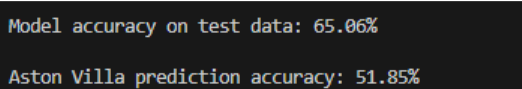 Model accuracy on test data: 65.06%
Aston Villa prediction accuracy: 51.85%